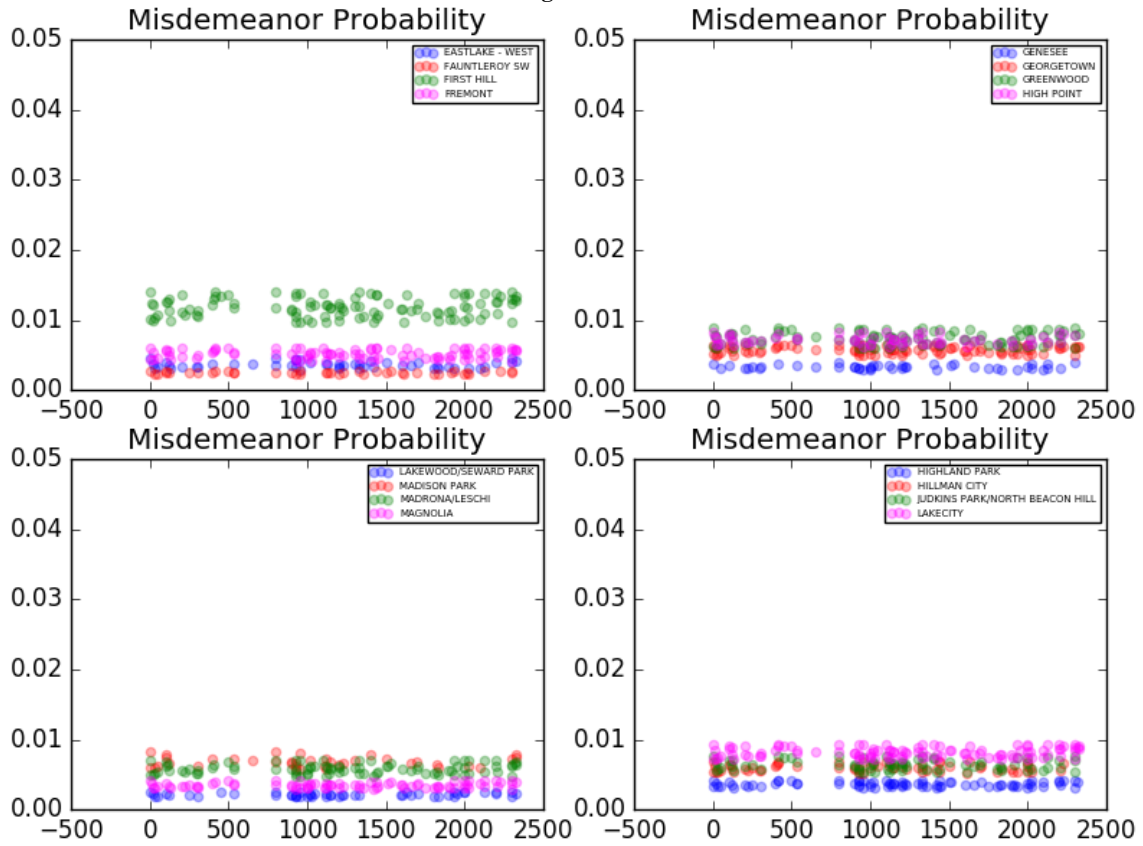 Misdemeanor Probability
0.05
0.04
0.03
0.02
0.01
0.00
EASTLAKE - WEST
FAUNTLEROY SW
FIRST HILL
FREMONT
−500 0 500 1000 1500 2000 2500
Misdemeanor Probability
0.05
0.04
0.03
0.02
0.01
0.00
GENESEE
GEORGETOWN
GREENWOOD
HIGH POINT
−500 0 500 1000 1500 2000 2500
Misdemeanor Probability
0.05
0.04
0.03
0.02
0.01
0.00
LAKEWOOD/SEWARD PARK
MADISON PARK
MADRONA/LESCHI
MAGNOLIA
−500 0 500 1000 1500 2000 2500
Misdemeanor Probability
0.05
0.04
0.03
0.02
0.01
0.00
HIGHLAND PARK
HILLMAN CITY
JUDKINS PARK/NORTH BEACON HILL
LAKECITY
−500 0 500 1000 1500 2000 2500